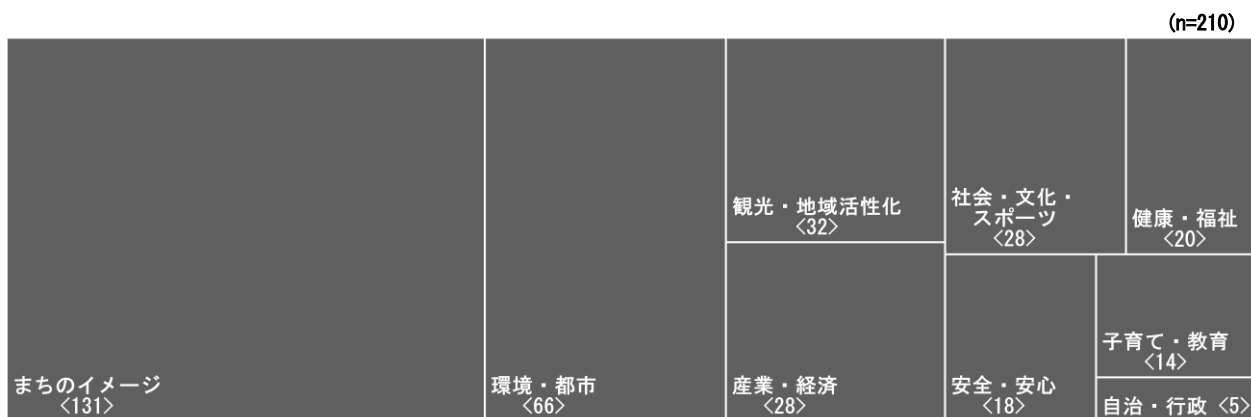 (n=210)
まちのイメージ
<131>
環境・都市
<66>
観光・地域活性化
<32>
産業・経済
<28>
社会・文化・
スポーツ
<28>
健康・福祉
<20>
安全・安心
<18>
子育て・教育
<14>
自治・行政 <5>